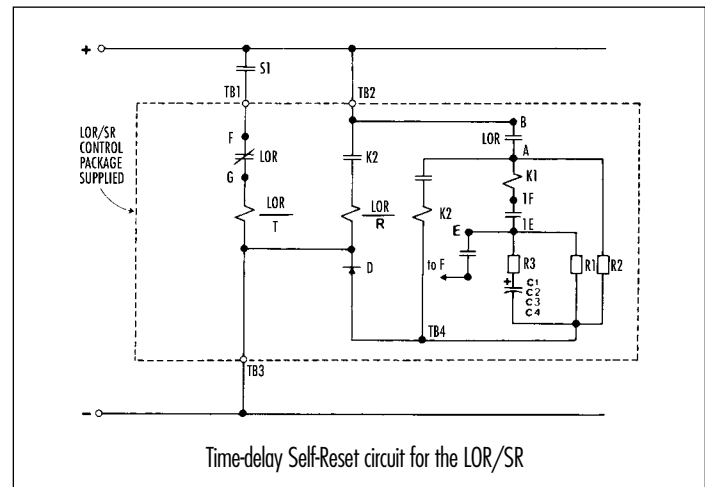 +
S1
TB1
TB2
LOR/SR
CONTROL
PACKAGE
SUPPLIED
F
LOR
G
LOR
T
K2
LOR
R
D
B
LOR
A
K1
1F
1E
K2
E
to F
R3
+
C1
C2
C3
C4
R1
R2
TB4
TB3
−
Time-delay Self-Reset circuit for the LOR/SR